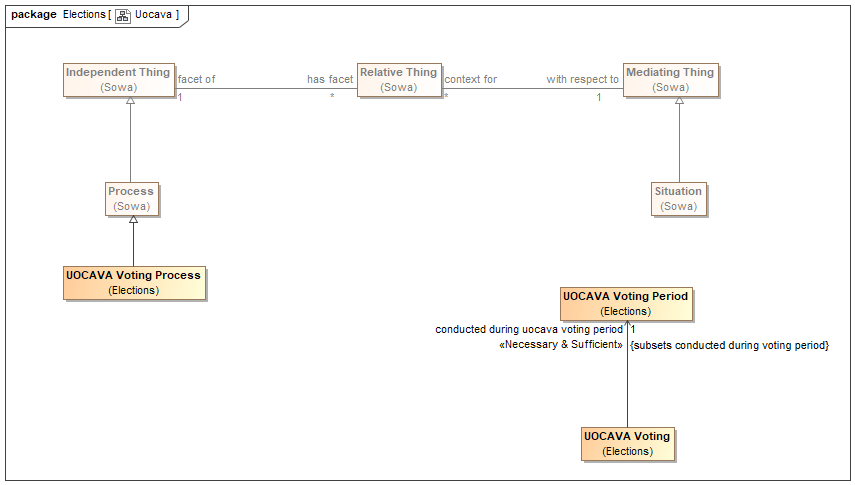 package Elections [ Uocava ]
Independent Thing
(Sowa)
facet of
1
has facet
*
Relative Thing
(Sowa)
context for
*
with respect to
1
Mediating Thing
(Sowa)
Process
(Sowa)
Situation
(Sowa)
UOCAVA Voting Process
(Elections)
UOCAVA Voting Period
(Elections)
conducted during uocava voting period
1
«Necessary & Sufficient»
{subsets conducted during voting period}
UOCAVA Voting
(Elections)